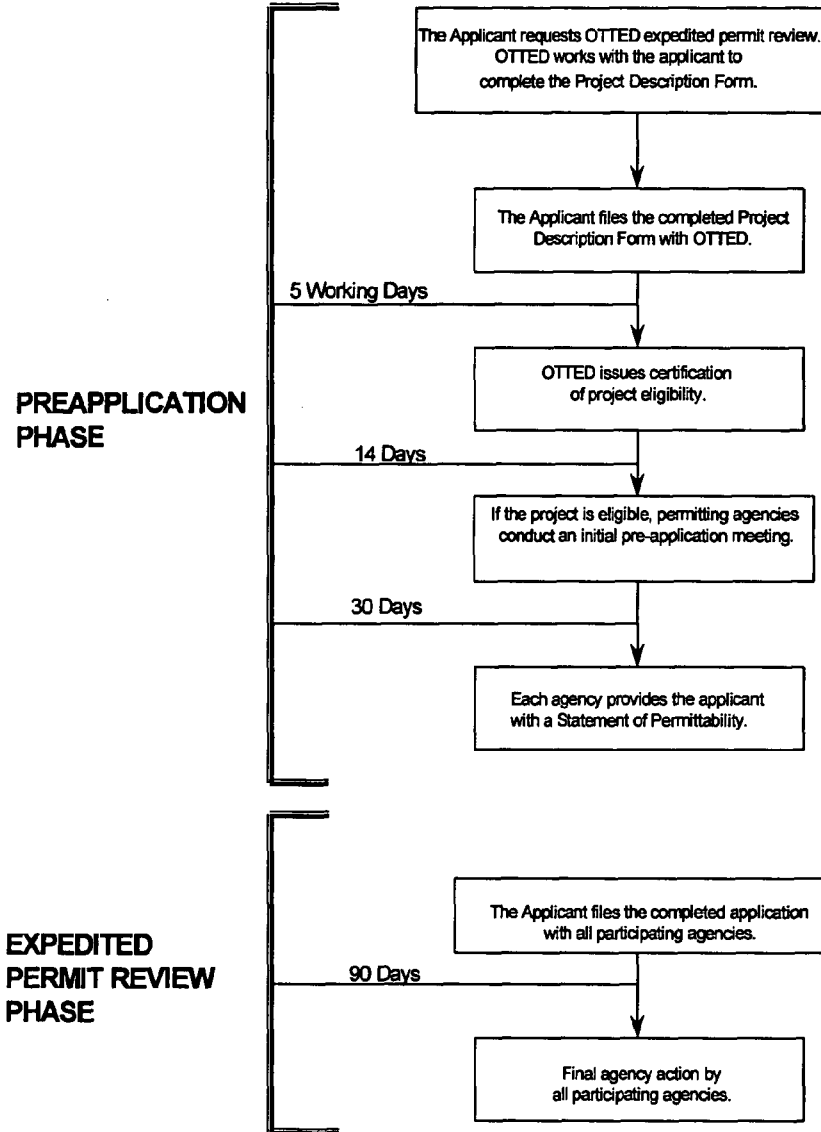 The Applicant requests OTTED expedited permit review.
OTTED works with the applicant to
complete the Project Description Form.
The Applicant files the completed Project
Description Form with OTTED.
5 Working Days
OTTED issues certification
of project eligibility.
PREAPPLICATION
PHASE
14 Days
If the project is eligible, permitting agencies
conduct an initial pre-application meeting.
30 Days
Each agency provides the applicant
with a Statement of Permittability.
The Applicant files the completed application
with all participating agencies.
EXPEDITED
PERMIT REVIEW
PHASE
90 Days
Final agency action by
all participating agencies.